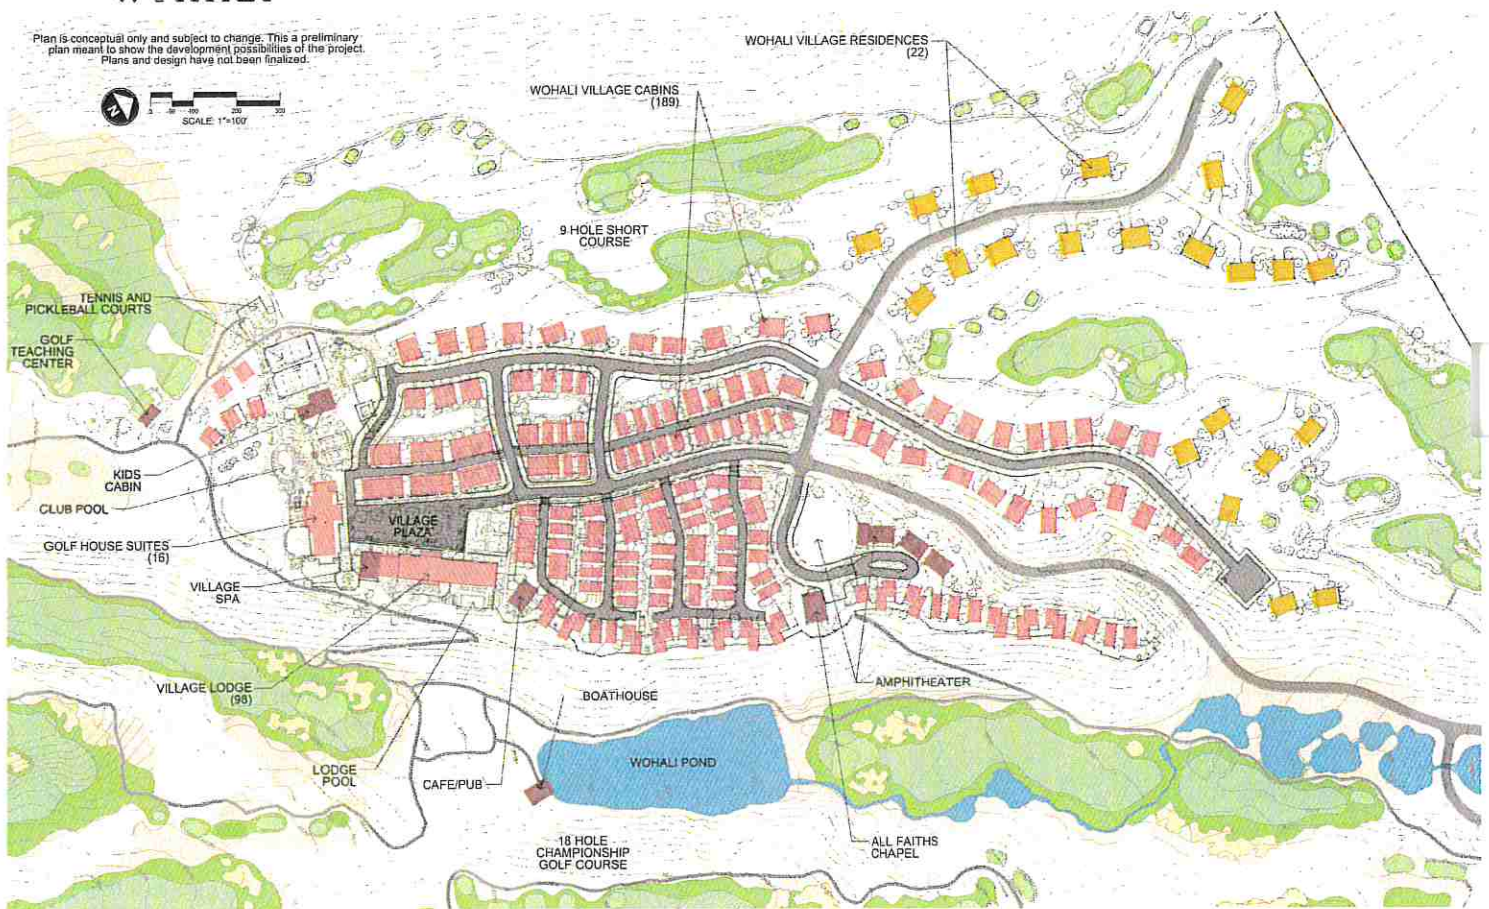 Plan is conceptual only and subject to change. This a preliminary
plan meant to show the development possibilities of the project.
Plans and design have not been finalized.
N
SCALE: 1"=100'
WOHALI VILLAGE RESIDENCES
(22)
WOHALI VILLAGE CABINS
(189)
9 HOLE SHORT
COURSE
TENNIS AND
PICKLEBALL COURTS
GOLF
TEACHING
CENTER
KIDS
CABIN
CLUB POOL
GOLF HOUSE SUITES
(16)
VILLAGE
PLAZA
VILLAGE
SPA
VILLAGE LODGE
(98)
LODGE
POOL
CAFE/PUB
BOATHOUSE
WOHALI POND
AMPHITHEATER
ALL FAITHS
CHAPEL
18 HOLE
CHAMPIONSHIP
GOLF COURSE